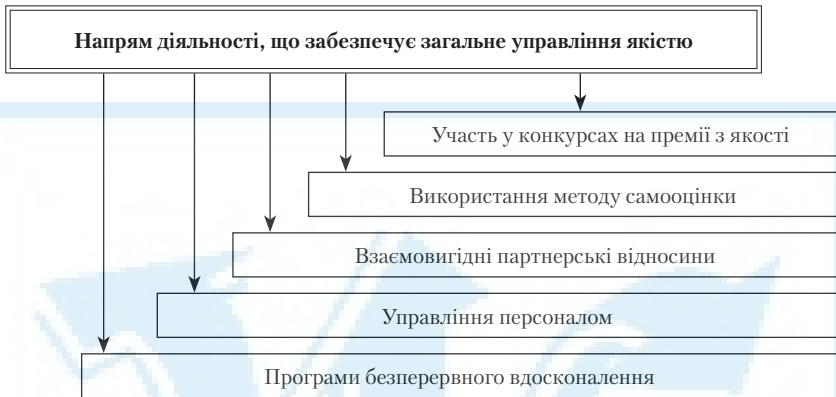 Напрям діяльності, що забезпечує загальне управління якістю
Участь у конкурсах на премії з якості
Використання методу самооцінки
Взаємовигідні партнерські відносини
Управління персоналом
Програми безперервного вдосконалення